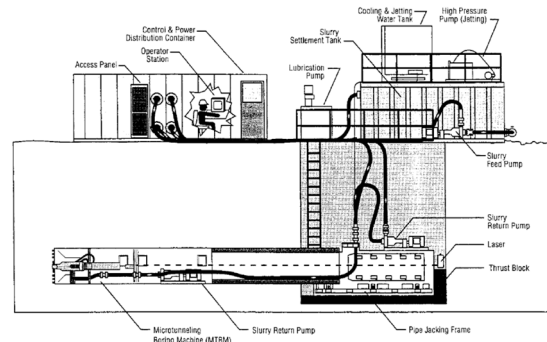 Cooling & Jetting
Water Tank
High Pressure
Pump (Jetting)
Control & Power
Distribution Container
Slurry
Settlement Tank
Operator
Station
Access Panel
Lubrication
Pump
Slurry
Feed Pump
Slurry
Return Pump
Laser
Thrust Block
Microtunneling
Boring Machine (MTBM)
Slurry Return Pump
Pipe Jacking Frame